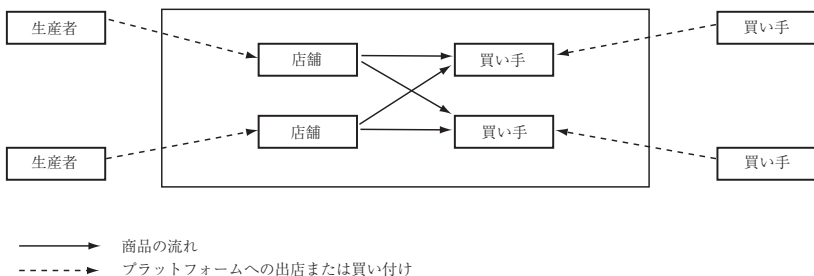 生産者
買い手
店舗
買い手
店舗
買い手
生産者
買い手
商品の流れ
プラットフォームへの出店または買い付け